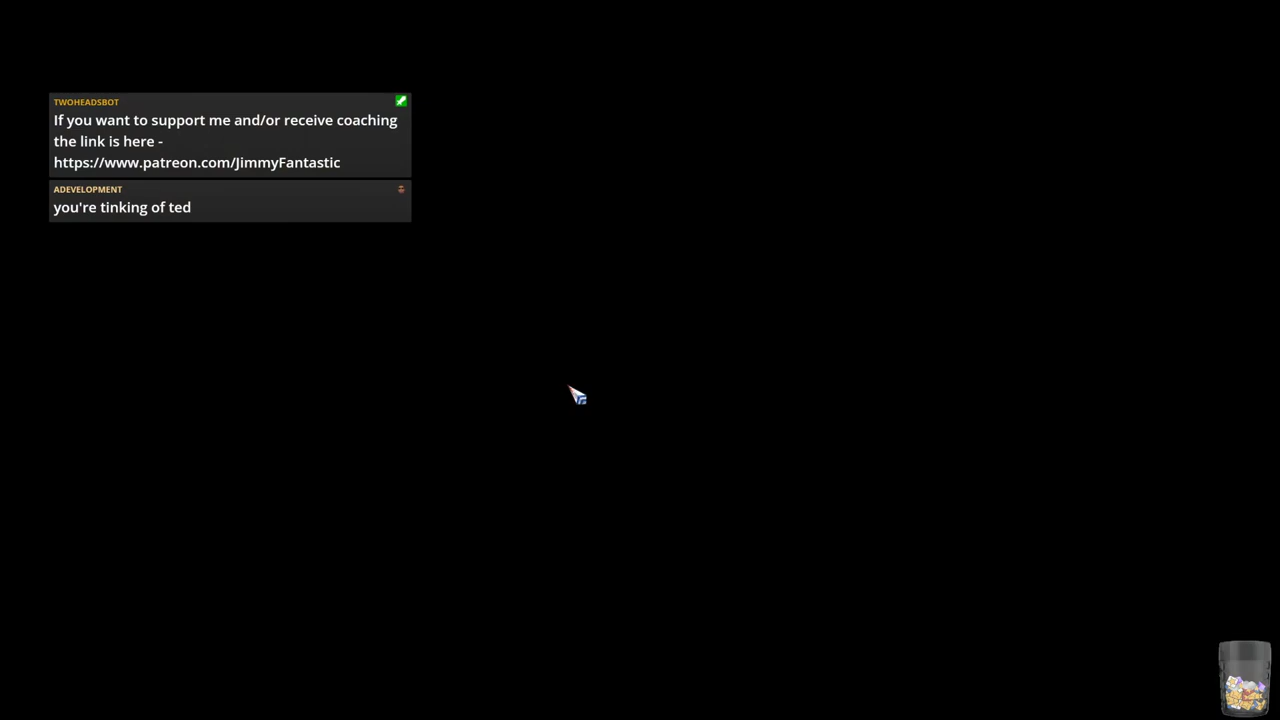 TWOHEADSBOT
If you want to support me and/or receive coaching
the link is here -
https://www.patreon.com/JimmyFantastic
ADEVELOPMENT
you're tinking of ted